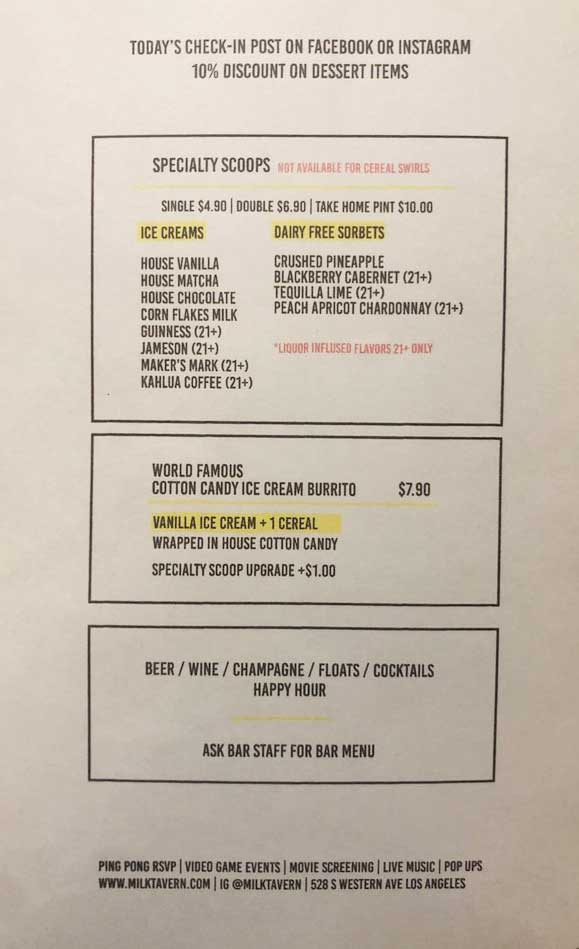 TODAY'S CHECK-IN POST ON FACEBOOK OR INSTAGRAM
10% DISCOUNT ON DESSERT ITEMS
SPECIALTY SCOOPS NOT AVAILABLE FOR CEREAL SWIRLS
SINGLE $4.90 | DOUBLE $6.90 | TAKE HOME PINT $10.00
ICE CREAMS
HOUSE VANILLA
HOUSE MATCHA
HOUSE CHOCOLATE
CORN FLAKES MILK
GUINNESS (21+)
JAMESON (21+)
MAKER'S MARK (21+)
KAHLUA COFFEE (21+)
DAIRY FREE SORBETS
CRUSHED PINEAPPLE
BLACKBERRY CABERNET (21+)
TEQUILLA LIME (21+)
PEACH APRICOT CHARDONNAY (21+)
*LIQUOR INFLUSED FLAVORS 21+ ONLY
WORLD FAMOUS
COTTON CANDY ICE CREAM BURRITO $7.90
VANILLA ICE CREAM + 1 CEREAL
WRAPPED IN HOUSE COTTON CANDY
SPECIALTY SCOOP UPGRADE +$1.00
BEER / WINE / CHAMPAGNE / FLOATS / COCKTAILS
HAPPY HOUR
ASK BAR STAFF FOR BAR MENU
PING PONG RSVP | VIDEO GAME EVENTS | MOVIE SCREENING | LIVE MUSIC | POP UPS
WWW.MILKTAVERN.COM | IG @MILKTAVERN | 528 S WESTERN AVE LOS ANGELES